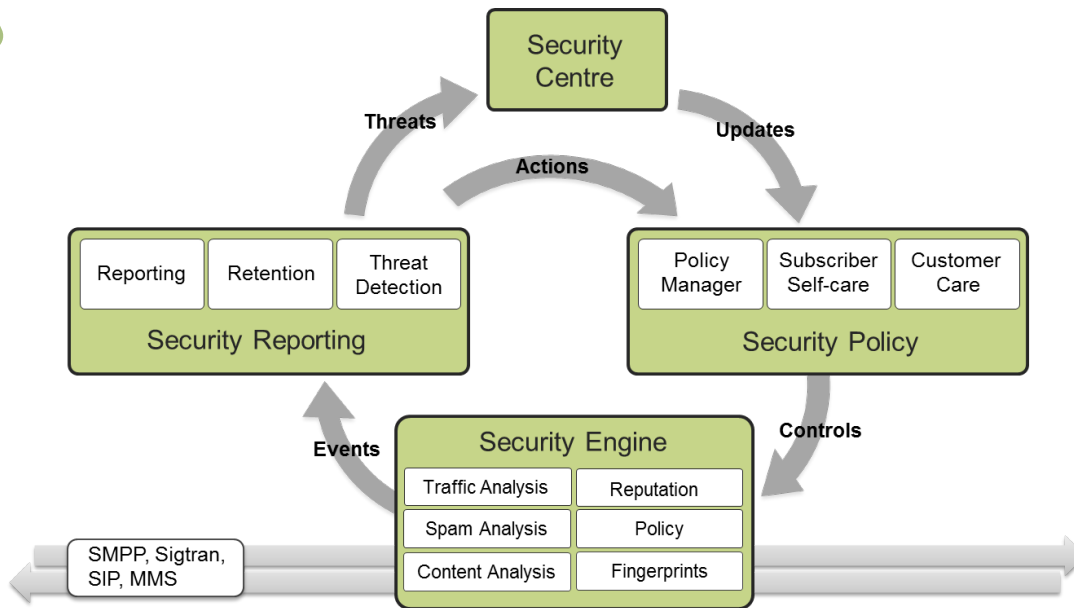 Security
Centre
Threats
Updates
Actions
Reporting
Retention
Threat
Detection
Security Reporting
Policy
Manager
Subscriber
Self-care
Customer
Care
Security Policy
Events
Controls
Security Engine
Traffic Analysis
Reputation
Spam Analysis
Policy
Content Analysis
Fingerprints
SMPP, Sigtran,
SIP, MMS